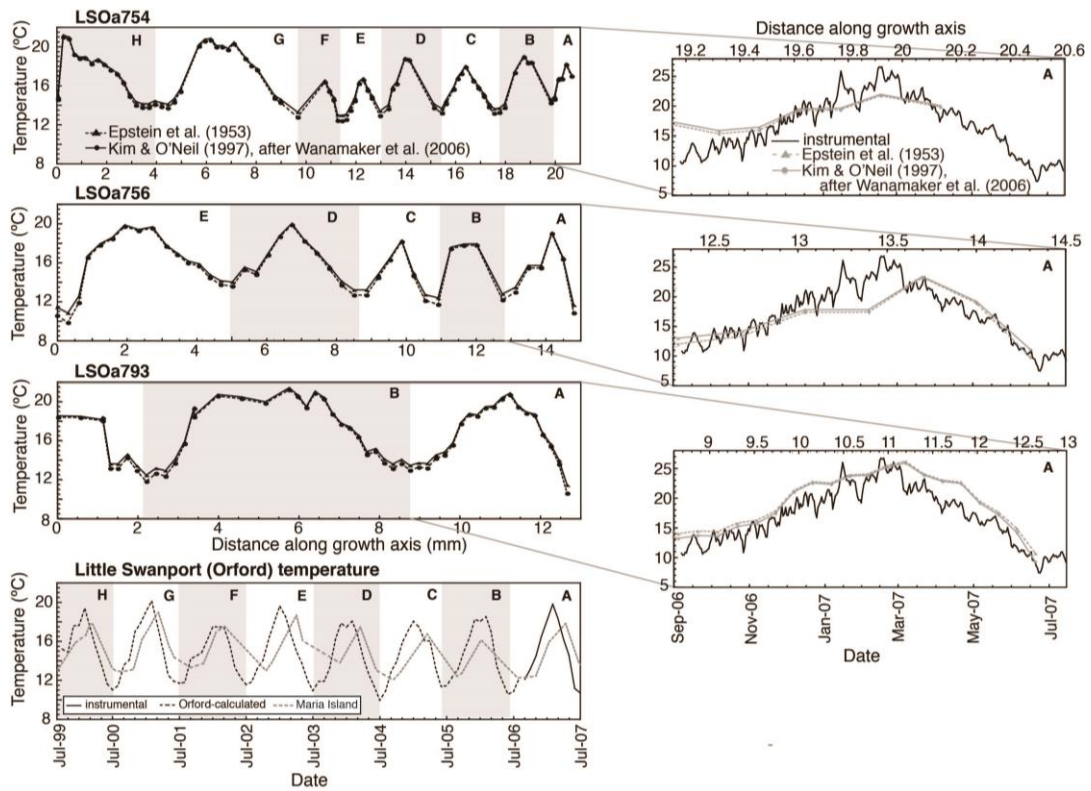 LSOa754
Temperature (ºC)
20
16
12
8
H
G
F
E
D
C
B
A
Epstein et al. (1953)
Kim & O'Neil (1997), after Wanamaker et al. (2006)
0 2 4 6 8 10 12 14 16 18 20
LSOa756
Temperature (ºC)
20
16
12
8
E
D
C
B
A
0 2 4 6 8 10 12 14
LSOa793
Temperature (ºC)
20
16
12
8
B
A
0 2 4 6 8 10 12
Distance along growth axis (mm)
Little Swanport (Orford) temperature
Temperature (ºC)
20
16
12
8
H
G
F
E
D
C
B
A
instrumental
Orford-calculated
Maria Island
Jul-99 Jul-00 Jul-01 Jul-02 Jul-03 Jul-04 Jul-05 Jul-06 Jul-07
Date
Distance along growth axis
19.2 19.4 19.6 19.8 20 20.2 20.4 20.6
25
20
15
10
5
A
instrumental
Epstein et al. (1953)
Kim & O'Neil (1997),
after Wanamaker et al. (2006)
12.5 13 13.5 14 14.5
25
20
15
10
5
A
9 9.5 10 10.5 11 11.5 12 12.5 13
25
20
15
10
5
A
Sep-06 Nov-06 Jan-07 Mar-07 May-07 Jul-07
Date